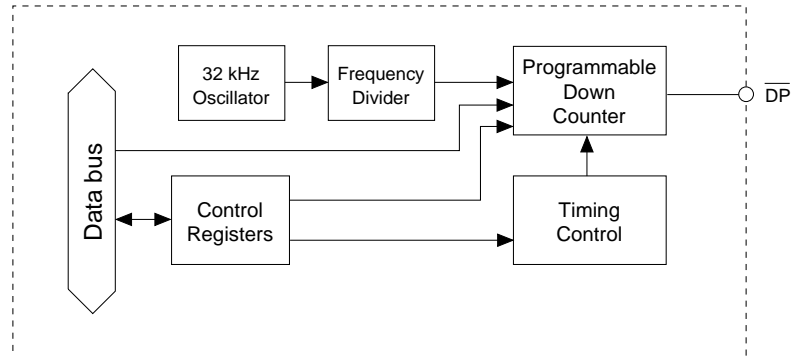 32 kHz
Oscillator
Frequency
Divider
Programmable
Down
Counter
DP
Data bus
Control
Registers
Timing
Control